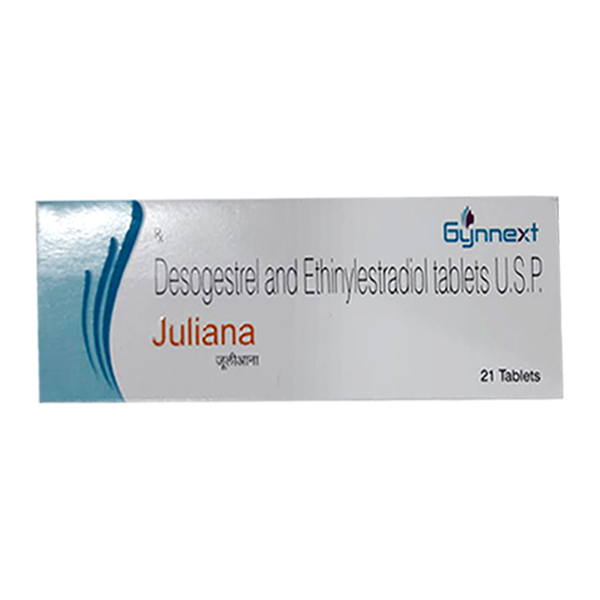 Rx
Gynnext
Desogestrel and Ethinylestradiol tablets U.S.P.
Juliana
जूलीआना
21 Tablets